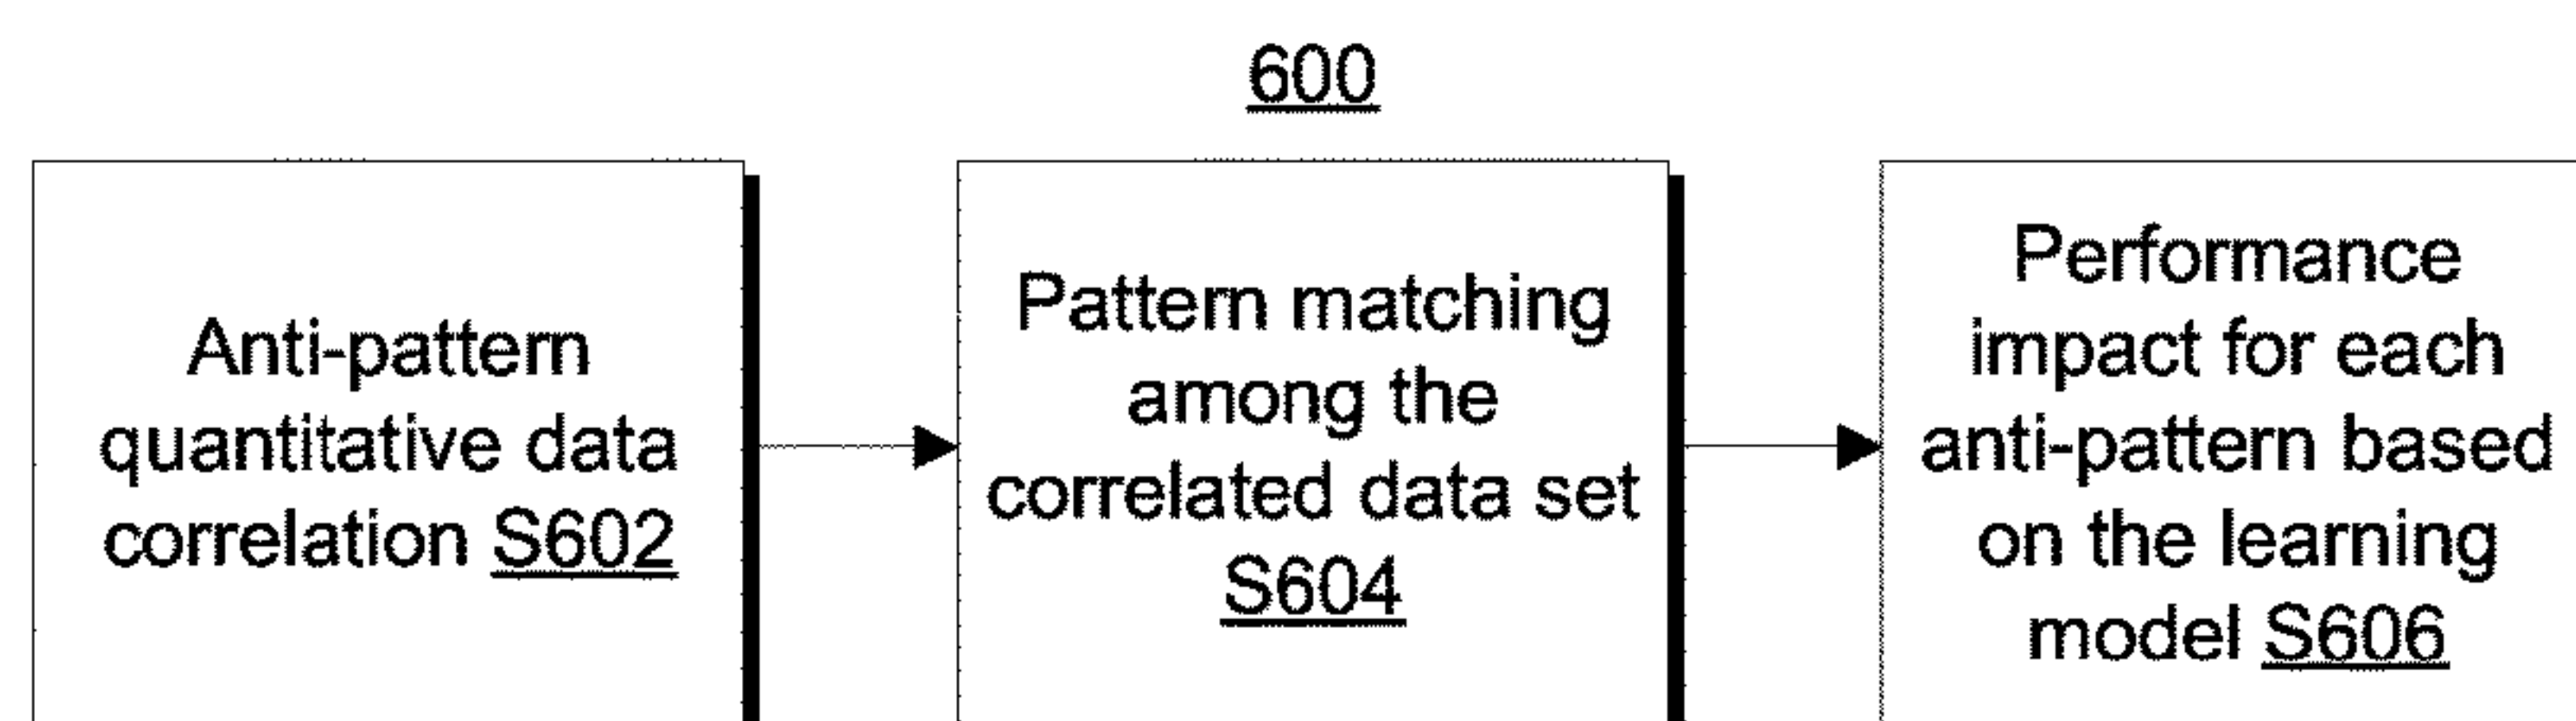 600
Anti-pattern
quantitative data
correlation S602
Pattern matching
among the
correlated data set
S604
Performance
impact for each
anti-pattern based
on the learning
model S606